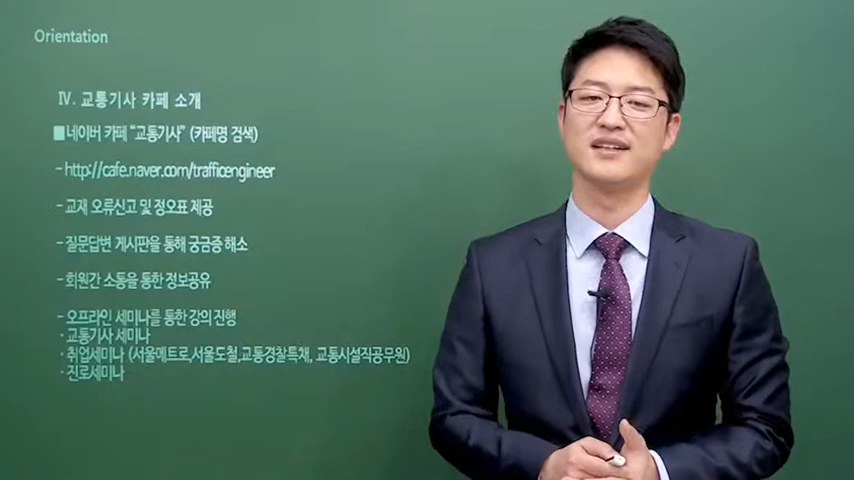 Orientation
Ⅳ. 교통기사 카페 소개
■네이버 카페 "교통기사" (카페명 검색)
- http://cafe.naver.com/trafficengineer
- 교재 오류신고 및 정오표 제공
- 질문답변 게시판을 통해 궁금증 해소
- 회원간 소통을 통한 정보공유
- 오프라인 세미나를 통한 강의 진행
· 교통기사 세미나
· 취업세미나 (서울메트로,서울도철,교통경찰특채, 교통시설직공무원)
· 진로세미나